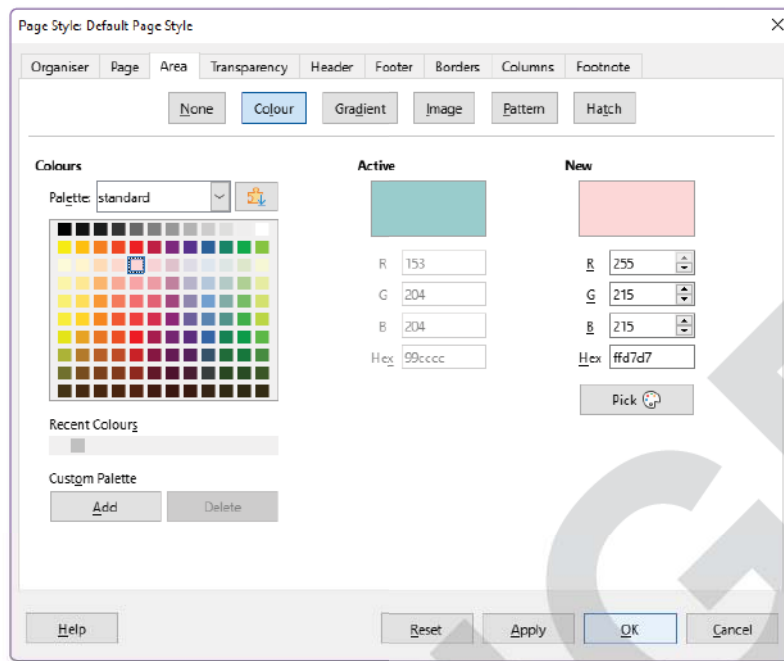 Page Style: Default Page Style
Organiser Page Area Transparency Header Footer Borders Columns Footnote
None Colour Gradient Image Pattern Hatch
Colours Active New
Palette: standard
R 153 R 255
G 204 G 215
B 204 B 215
Hex 99cccc Hex ffd7d7
Pick
Recent Colours
Custom Palette
Add Delete
Help Reset Apply OK Cancel